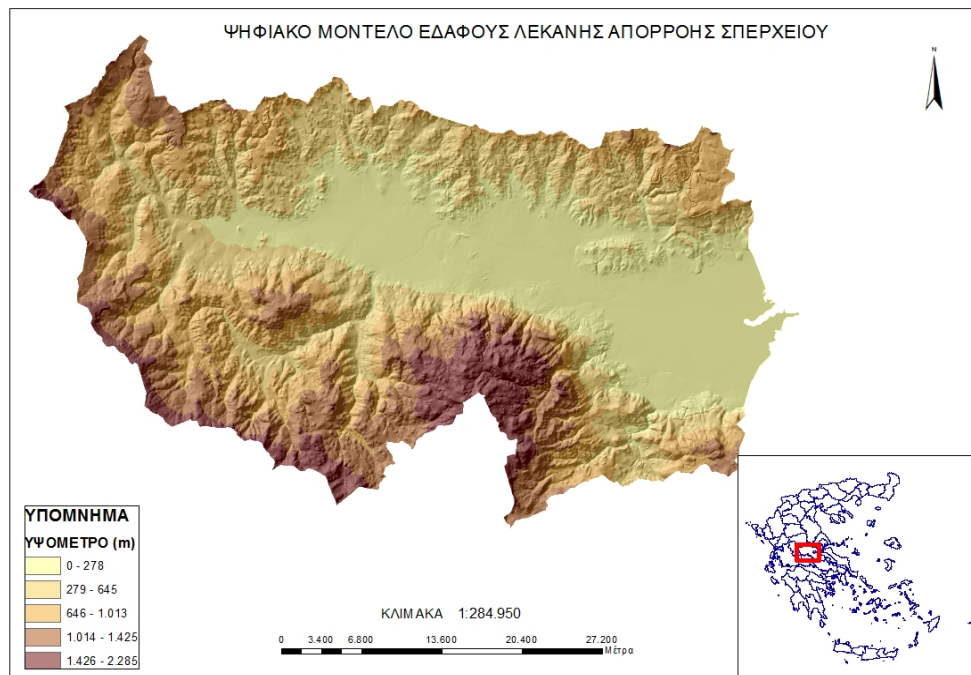 ΨΗΦΙΑΚΟ ΜΟΝΤΕΛΟ ΕΔΑΦΟΥΣ ΛΕΚΑΝΗΣ ΑΠΟΡΡΟΗΣ ΣΠΕΡΧΕΙΟΥ
N
ΥΠΟΜΝΗΜΑ
ΥΨΟΜΕΤΡΟ (m)
0 - 278
279 - 645
646 - 1.013
1.014 - 1.425
1.426 - 2.285
ΚΛΙΜΑΚΑ 1:284.950
0 3.400 6.800 13.600 20.400 27.200
Μέτρα